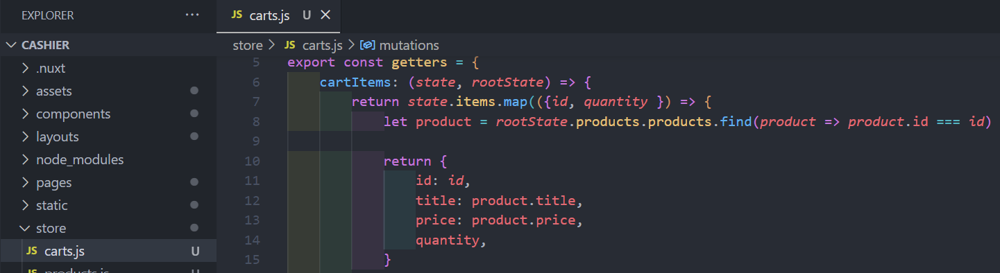 EXPLORER ...
CASHIER
.nuxt
assets
components
layouts
node_modules
pages
static
store
JS carts.js U
JS products.js U
JS carts.js U ×
store > JS carts.js > mutations
5 export const getters = {
6 cartItems: (state, rootState) => {
7 return state.items.map(({id, quantity }) => {
8 let product = rootState.products.products.find(product => product.id === id)
9
10 return {
11 id: id,
12 title: product.title,
13 price: product.price,
14 quantity,
15 }